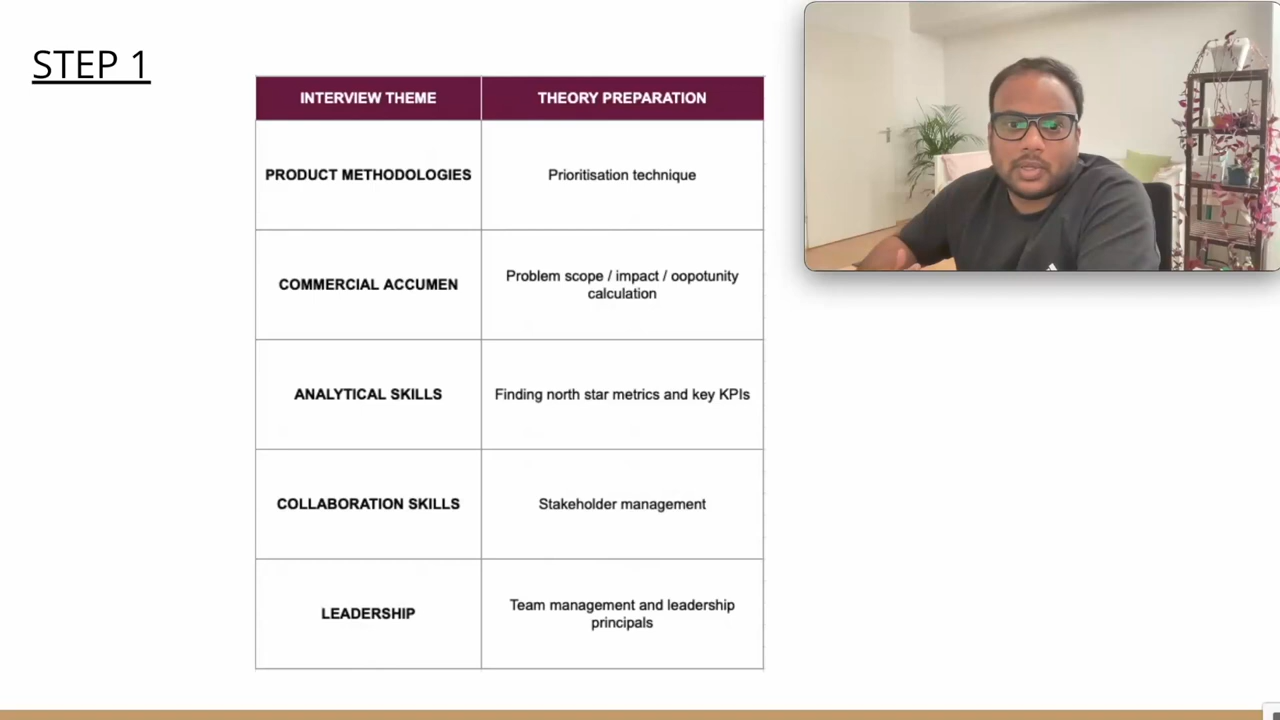 STEP 1
INTERVIEW THEME
THEORY PREPARATION
PRODUCT METHODOLOGIES
Prioritisation technique
COMMERCIAL ACCUMEN
Problem scope / impact / oopotunity
calculation
ANALYTICAL SKILLS
Finding north star metrics and key KPIs
COLLABORATION SKILLS
Stakeholder management
LEADERSHIP
Team management and leadership
principals